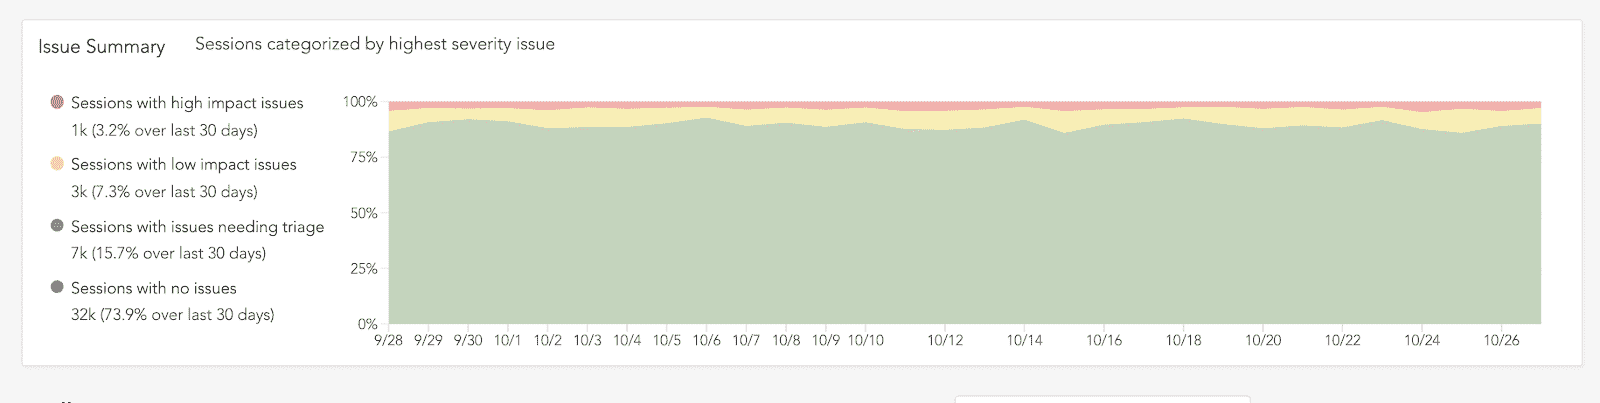 Issue Summary
Sessions categorized by highest severity issue
Sessions with high impact issues
1k (3.2% over last 30 days)
Sessions with low impact issues
3k (7.3% over last 30 days)
Sessions with issues needing triage
7k (15.7% over last 30 days)
Sessions with no issues
32k (73.9% over last 30 days)
100%
75%
50%
25%
0%
9/28 9/29 9/30 10/1 10/2 10/3 10/4 10/5 10/6 10/7 10/8 10/9 10/10 10/12 10/14 10/16 10/18 10/20 10/22 10/24 10/26